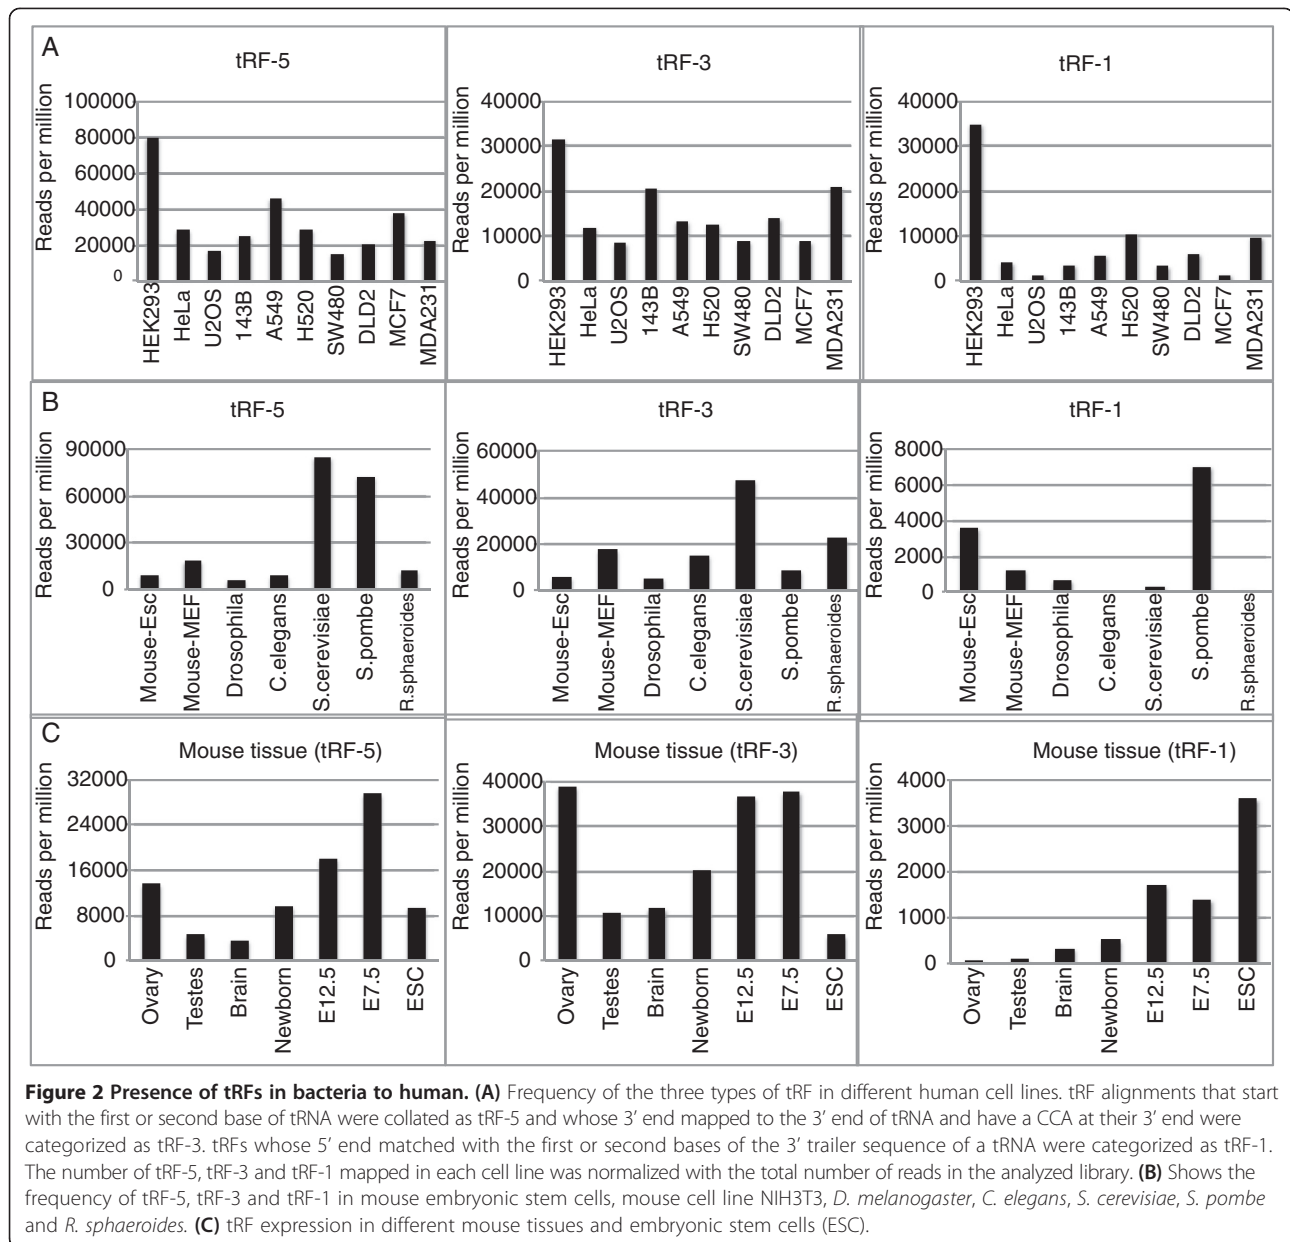 A
tRF-5
Reads per million
100000
80000
60000
40000
20000
0
HEK293
HeLa
U2OS
143B
A549
H520
SW480
DLD2
MCF7
MDA231
tRF-3
Reads per million
40000
30000
20000
10000
0
HEK293
HeLa
U2OS
143B
A549
H520
SW480
DLD2
MCF7
MDA231
tRF-1
Reads per million
40000
30000
20000
10000
0
HEK293
HeLa
U2OS
143B
A549
H520
SW480
DLD2
MCF7
MDA231
B
tRF-5
Reads per million
90000
60000
30000
0
Mouse-Esc
Mouse-MEF
Drosophila
C.elegans
S.cerevisiae
S.pombe
R.sphaeroides
tRF-3
Reads per million
60000
40000
20000
0
Mouse-Esc
Mouse-MEF
Drosophila
C.elegans
S.cerevisiae
S.pombe
R.sphaeroides
tRF-1
Reads per million
8000
6000
4000
2000
0
Mouse-Esc
Mouse-MEF
Drosophila
C.elegans
S.cerevisiae
S.pombe
R.sphaeroides
C
Mouse tissue (tRF-5)
Reads per million
32000
24000
16000
8000
0
Ovary
Testes
Brain
Newborn
E12.5
E7.5
ESC
Mouse tissue (tRF-3)
Reads per million
40000
30000
20000
10000
0
Ovary
Testes
Brain
Newborn
E12.5
E7.5
ESC
Mouse tissue (tRF-1)
Reads per million
4000
3000
2000
1000
0
Ovary
Testes
Brain
Newborn
E12.5
E7.5
ESC
Figure 2 Presence of tRFs in bacteria to human. (A) Frequency of the three types of tRF in different human cell lines. tRF alignments that start
with the first or second base of tRNA were collated as tRF-5 and whose 3′ end mapped to the 3′ end of tRNA and have a CCA at their 3′ end were
categorized as tRF-3. tRFs whose 5′ end matched with the first or second bases of the 3′ trailer sequence of a tRNA were categorized as tRF-1.
The number of tRF-5, tRF-3 and tRF-1 mapped in each cell line was normalized with the total number of reads in the analyzed library. (B) Shows the
frequency of tRF-5, tRF-3 and tRF-1 in mouse embryonic stem cells, mouse cell line NIH3T3, D. melanogaster, C. elegans, S. cerevisiae, S. pombe
and R. sphaeroides. (C) tRF expression in different mouse tissues and embryonic stem cells (ESC).